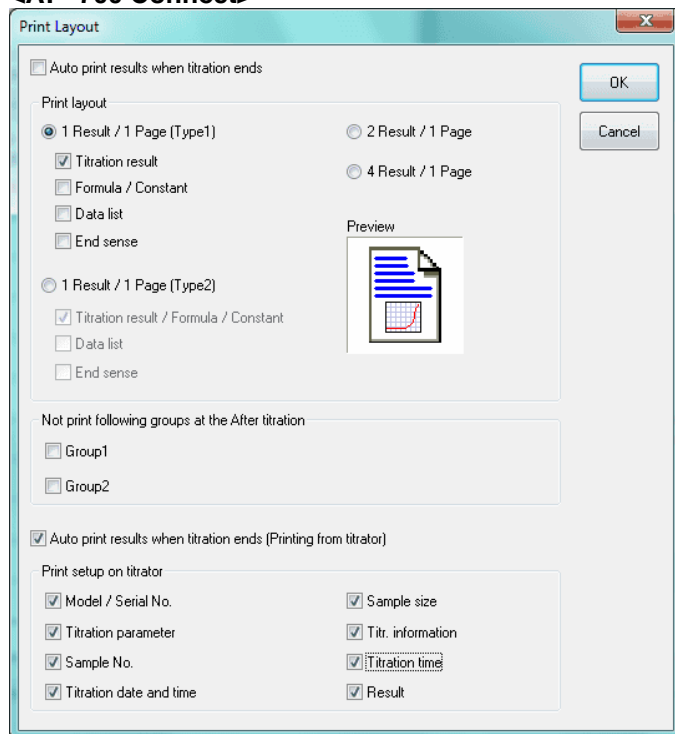 Print Layout
Auto print results when titration ends
OK
Print layout
1 Result / 1 Page (Type1)
2 Result / 1 Page
Cancel
Titration result
4 Result / 1 Page
Formula / Constant
Data list
End sense
Preview
1 Result / 1 Page (Type2)
Titration result / Formula / Constant
Data list
End sense
Not print following groups at the After titration
Group1
Group2
Auto print results when titration ends (Printing from titrator)
Print setup on titrator
Model / Serial No.
Sample size
Titration parameter
Titr. information
Sample No.
Titration time
Titration date and time
Result